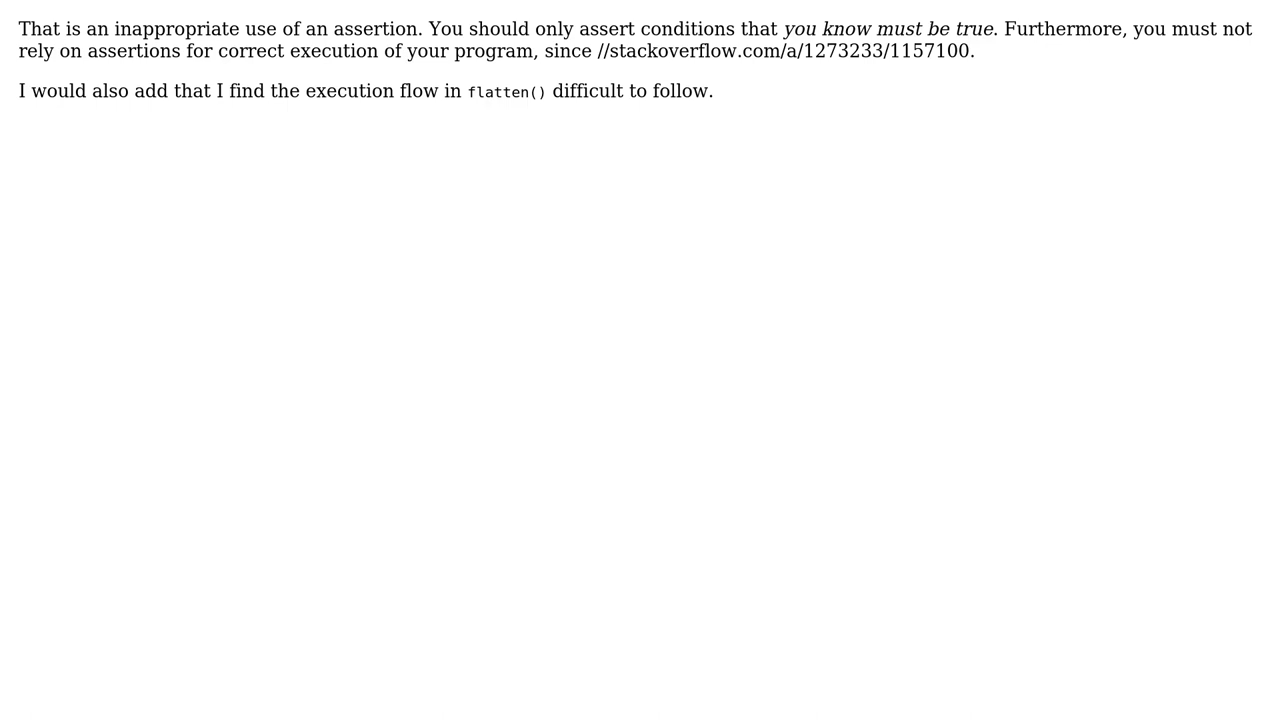 That is an inappropriate use of an assertion. You should only assert conditions that you know must be true. Furthermore, you must not
rely on assertions for correct execution of your program, since //stackoverflow.com/a/1273233/1157100.
I would also add that I find the execution flow in flatten() difficult to follow.